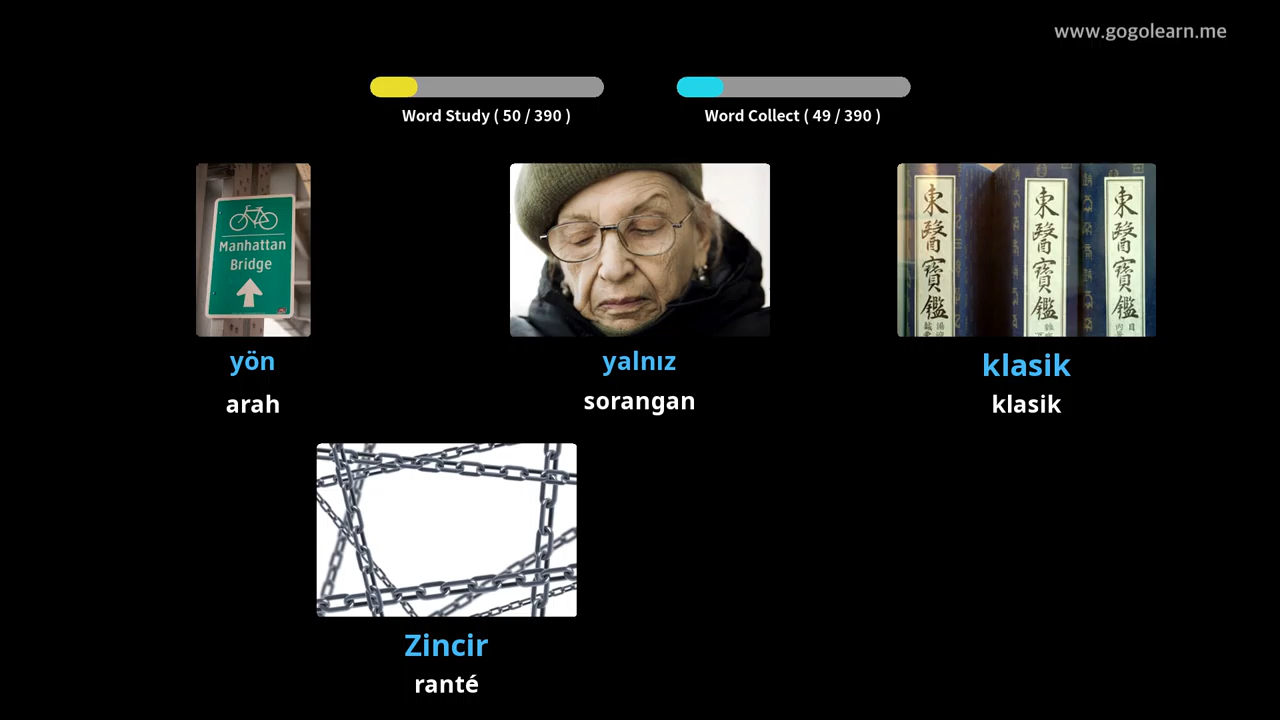 www.gogolearn.me
Word Study ( 50 / 390 )
Word Collect ( 49 / 390 )
Manhattan
Bridge
東醫寶鑑
東醫寶鑑
東醫寶鑑
yön
yalnız
klasik
arah
sorangan
klasik
Zincir
ranté